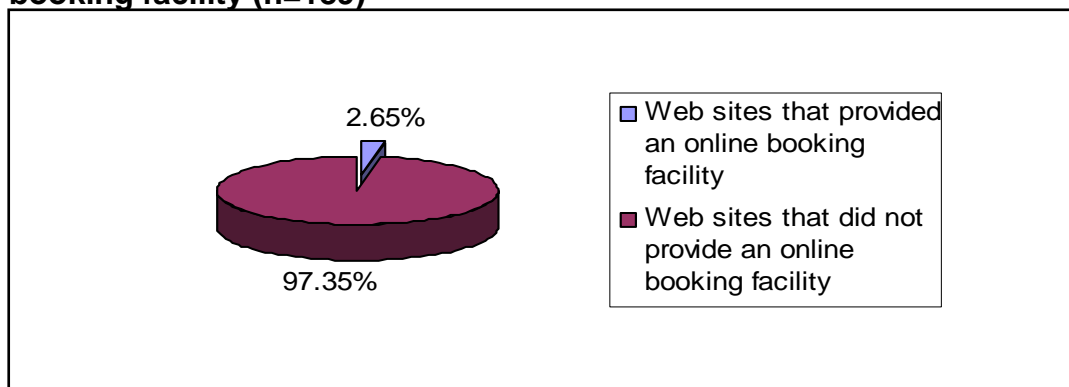 booking facility
2.65%
97.35%
Web sites that provided
an online booking
facility
Web sites that did not
provide an online
booking facility